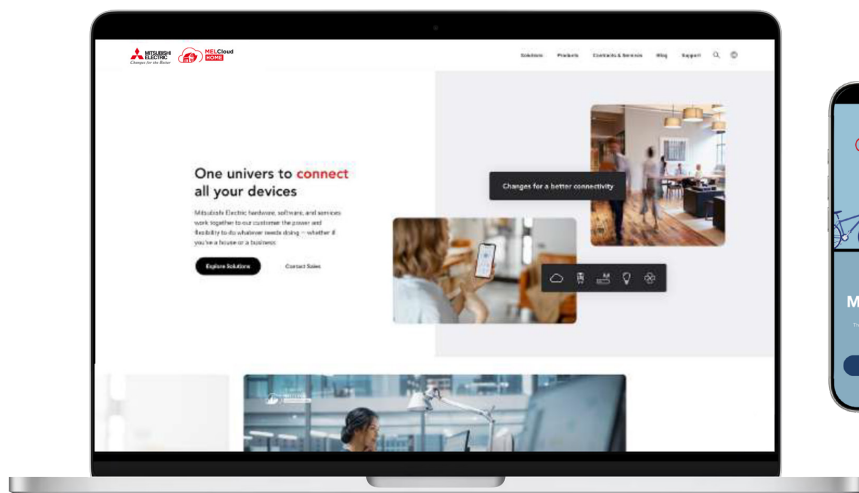 MITSUBISHI
ELECTRIC
Changes for the Better
MELCloud
HOME
Solutions Products Contracts & Services Blog Support
One univers to connect
all your devices
Mitsubishi Electric hardware, software, and services
work together to our customer the power and
flexibility to do whatever needs doing — whether if
you've a house or a business
Explore Solutions Contact Sales
Changes for a better connectivity
M